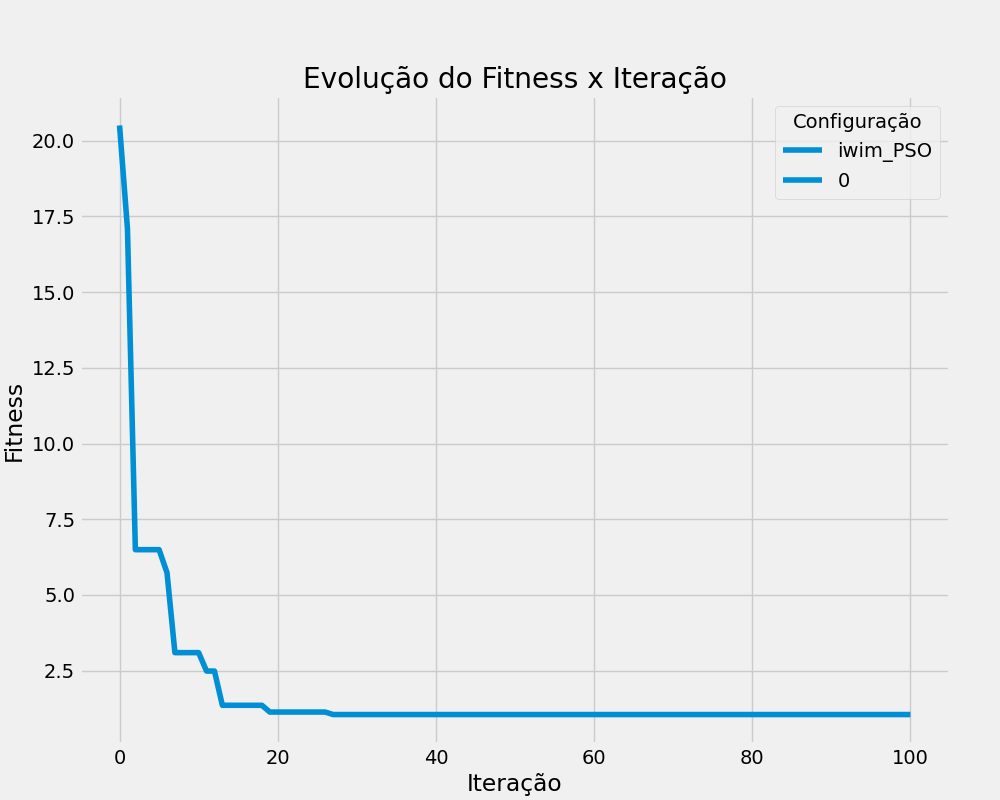 Evolução do Fitness x Iteração
Configuração
iwim_PSO
0
20.0
17.5
15.0
12.5
10.0
7.5
5.0
2.5
Fitness
0 20 40 60 80 100
Iteração